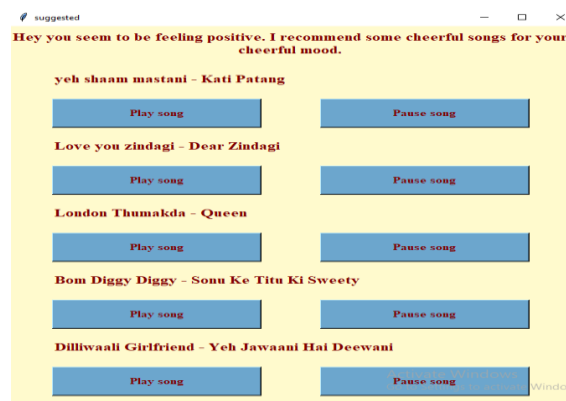 suggested
Hey you seem to be feeling positive. I recommend some cheerful songs for your
cheerful mood.
yeh shaam mastani - Kati Patang
Play song Pause song
Love you zindagi - Dear Zindagi
Play song Pause song
London Thumakda - Queen
Play song Pause song
Bom Diggy Diggy - Sonu Ke Titu Ki Sweety
Play song Pause song
Dilliwaali Girlfriend - Yeh Jawaani Hai Deewani
Activate Windows
Play song Pause song